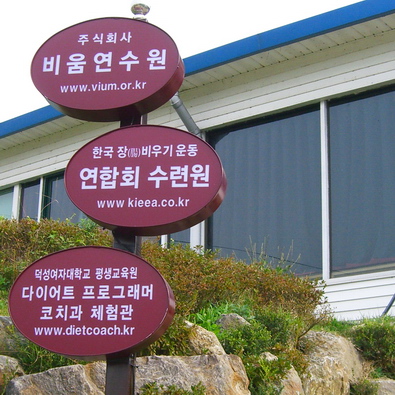 주식회사
비움연수원
www.vium.or.kr
한국 장(腸)비우기 운동
연합회 수련원
www.kieea.co.kr
덕성여자대학교 평생교육원
다이어트 프로그래머
코치과 체험관
www.dietcoach.kr